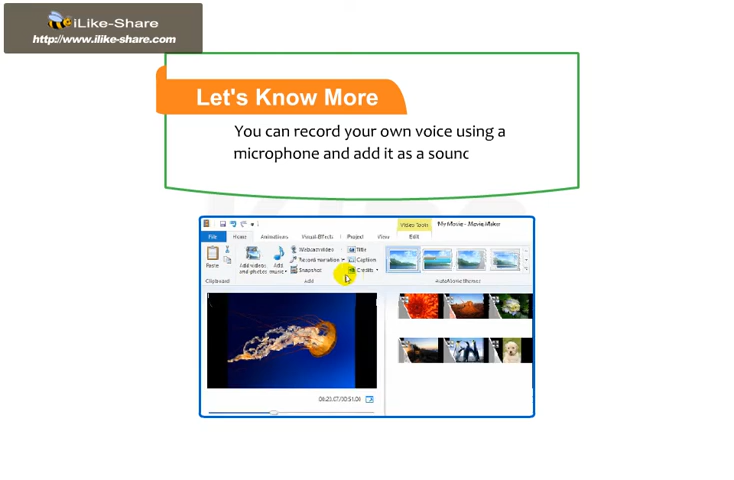 iLike-Share
http://www.ilike-share.com
Let's Know More
You can record your own voice using a
microphone and add it as a sound
Video Tools
My Movie - Movie Maker
File
Home
Animations
Visual Effects
Project
View
Edit
Paste
Add videos
and photos
Add
music
Webcam video
Record narration
Snapshot
Title
Caption
Credits
Clipboard
Add
AutoMovie themes